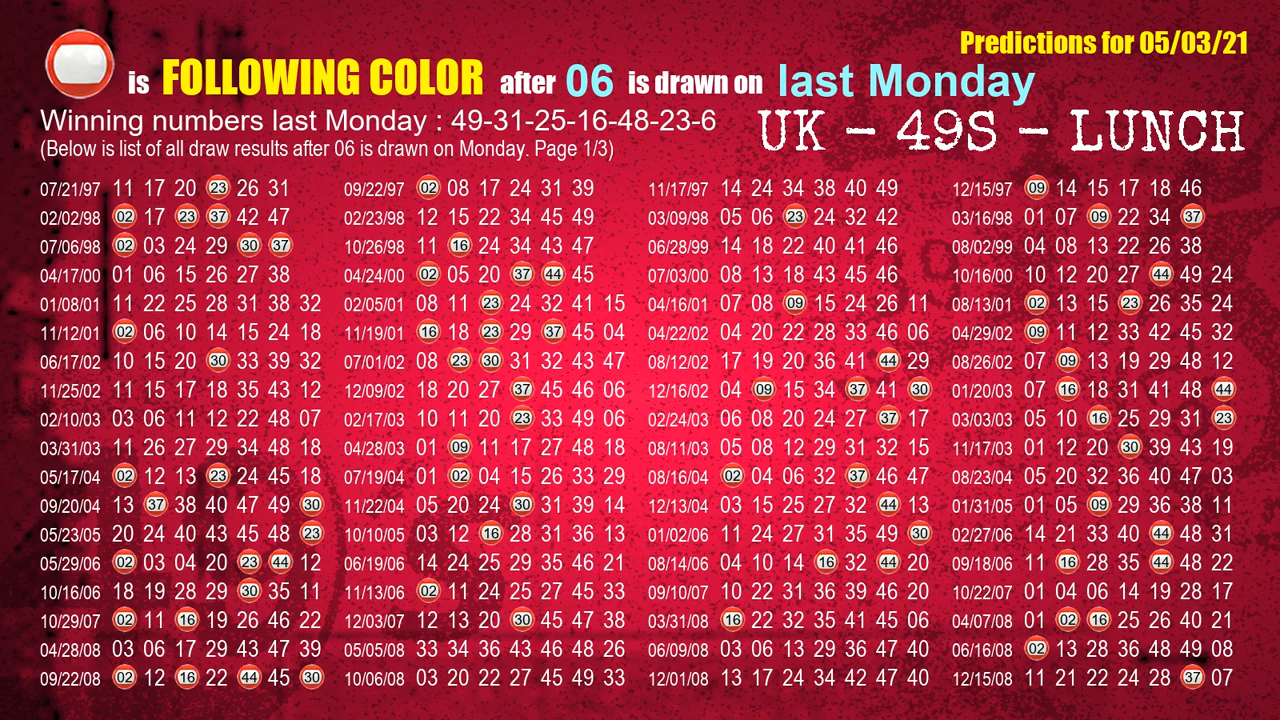 Predictions for 05/03/21
is FOLLOWING COLOR after 06 is drawn on last Monday
Winning numbers last Monday : 49-31-25-16-48-23-6
UK - 49S - LUNCH
(Below is list of all draw results after 06 is drawn on Monday. Page 1/3)
07/21/97 11 17 20 23 26 31 09/22/97 02 08 17 24 31 39 11/17/97 14 24 34 38 40 49 12/15/97 09 14 15 17 18 46
02/02/98 02 17 23 37 42 47 02/23/98 12 15 22 34 45 49 03/09/98 05 06 23 24 32 42 03/16/98 01 07 09 22 34 37
07/06/98 02 03 24 29 30 37 10/26/98 11 16 24 34 43 47 06/28/99 14 18 22 40 41 46 08/02/99 04 08 13 22 26 38
04/17/00 01 06 15 26 27 38 04/24/00 02 05 20 37 44 45 07/03/00 08 13 18 43 45 46 10/16/00 10 12 20 27 44 49 24
01/08/01 11 22 25 28 31 38 32 02/05/01 08 11 23 24 32 41 15 04/16/01 07 08 09 15 24 26 11 08/13/01 02 13 15 23 26 35 24
11/12/01 02 06 10 14 15 24 18 11/19/01 16 18 23 29 37 45 04 04/22/02 04 20 22 28 33 46 06 04/29/02 09 11 12 33 42 45 32
06/17/02 10 15 20 30 33 39 32 07/01/02 08 23 30 31 32 43 47 08/12/02 17 19 20 36 41 44 29 08/26/02 07 09 13 19 29 48 12
11/25/02 11 15 17 18 35 43 12 12/09/02 18 20 27 37 45 46 06 12/16/02 04 09 15 34 37 41 30 01/20/03 07 16 18 31 41 48 44
02/10/03 03 06 11 12 22 48 07 02/17/03 10 11 20 23 33 49 06 02/24/03 06 08 20 24 27 37 17 03/03/03 05 10 16 25 29 31 23
03/31/03 11 26 27 29 34 48 18 04/28/03 01 09 11 17 27 48 18 08/11/03 05 08 12 29 31 32 15 11/17/03 01 12 20 30 39 43 19
05/17/04 02 12 13 23 24 45 18 07/19/04 01 02 04 15 26 33 29 08/16/04 02 04 06 32 37 46 47 08/23/04 05 20 32 36 40 47 03
09/20/04 13 37 38 40 47 49 30 11/22/04 05 20 24 30 31 39 14 12/13/04 03 15 25 27 32 44 13 01/31/05 01 05 09 29 36 38 11
05/23/05 20 24 40 43 45 48 23 10/10/05 03 12 16 28 31 36 13 01/02/06 11 24 27 31 35 49 30 02/27/06 14 21 33 40 44 48 31
05/29/06 02 03 04 20 23 44 12 06/19/06 14 24 25 29 35 46 21 08/14/06 04 10 14 16 32 44 20 09/18/06 11 16 28 35 44 48 22
10/16/06 18 19 28 29 30 35 11 11/13/06 02 11 24 25 27 45 33 09/10/07 10 22 31 36 39 46 20 10/22/07 01 04 06 14 19 28 17
10/29/07 02 11 16 19 26 46 22 12/03/07 12 13 20 30 45 47 38 03/31/08 16 22 32 35 41 45 06 04/07/08 01 02 16 25 26 40 21
04/28/08 03 06 17 29 43 47 39 05/05/08 33 34 36 43 46 48 26 06/09/08 03 06 13 29 36 47 40 06/16/08 02 13 28 36 48 49 08
09/22/08 02 12 16 22 44 45 30 10/06/08 03 20 22 27 45 49 33 12/01/08 13 17 24 34 42 47 40 12/15/08 11 21 22 24 28 37 07